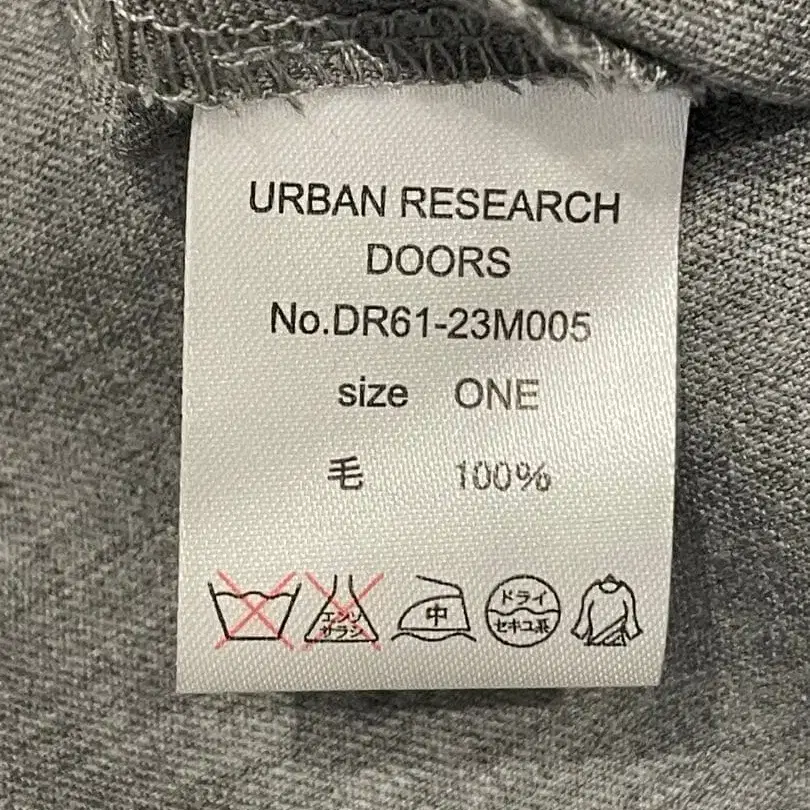 URBAN RESEARCH
DOORS
No.DR61-23M005
size ONE
毛 100%
エンソ
サラシ
中
ドライ
セキユ系